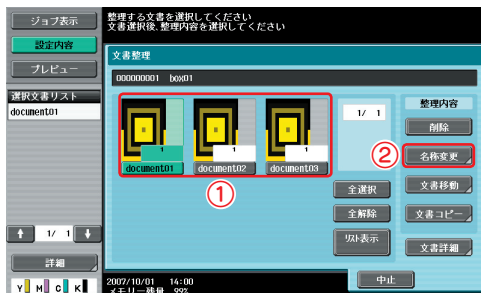 ジョブ表示
設定内容
プレビュー
選択文書リスト
document01
1/ 1
詳細
Y M C K
整理する文書を選択してください
文書選択後、整理内容を選択してください
文書整理
000000001 box01
1
document01
1
document02
1
document03
①
1/ 1
全選択
全解除
リスト表示
整理内容
削除
②
名称変更
文書移動
文書コピー
文書詳細
2007/10/01 14:00
メモリー残量 99%
中止